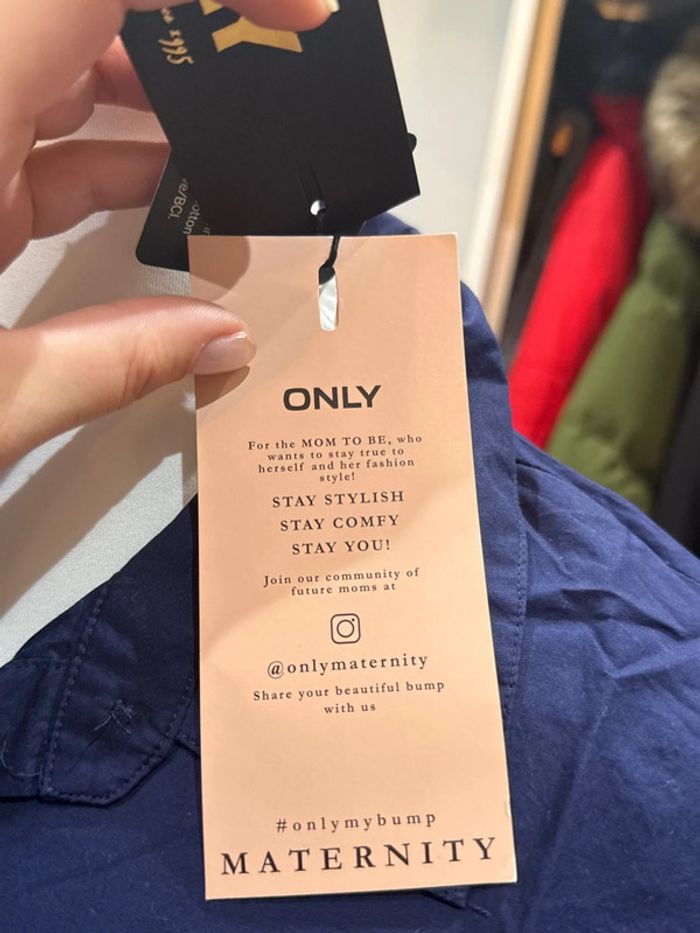 Y
ONLY
For the MOM TO BE, who
wants to stay true to
herself and her fashion
style!
STAY STYLISH
STAY COMFY
STAY YOU!
Join our community of
future moms at
@onlymaternity
Share your beautiful bump
with us
#onlymybump
MATERNITY